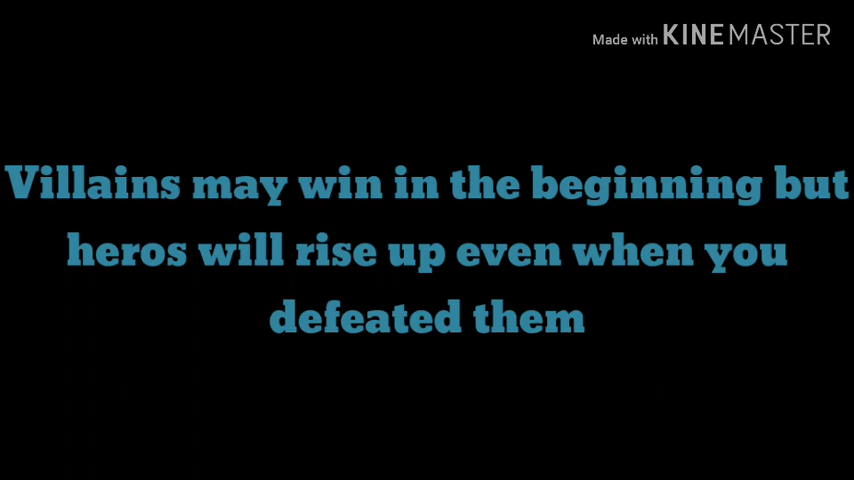 Made with KINEMASTER
Villains may win in the beginning but
heros will rise up even when you
defeated them